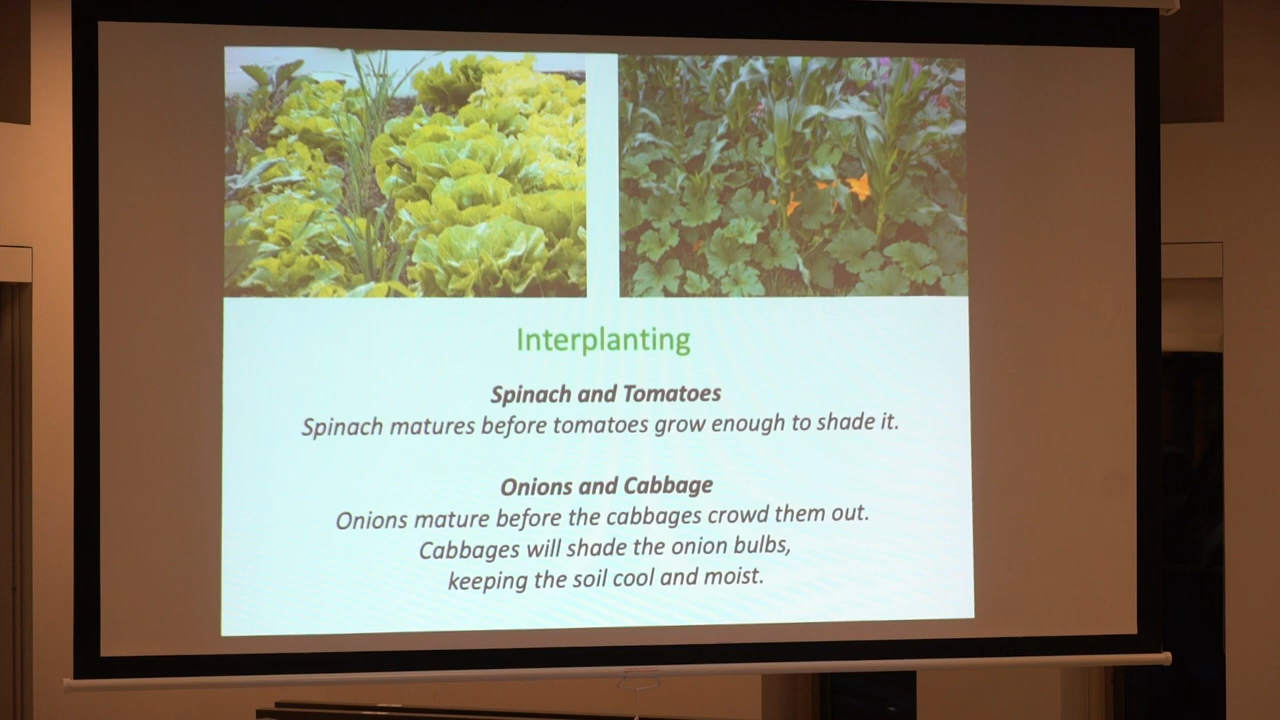 Interplanting
Spinach and Tomatoes
Spinach matures before tomatoes grow enough to shade it.
Onions and Cabbage
Onions mature before the cabbages crowd them out.
Cabbages will shade the onion bulbs,
keeping the soil cool and moist.